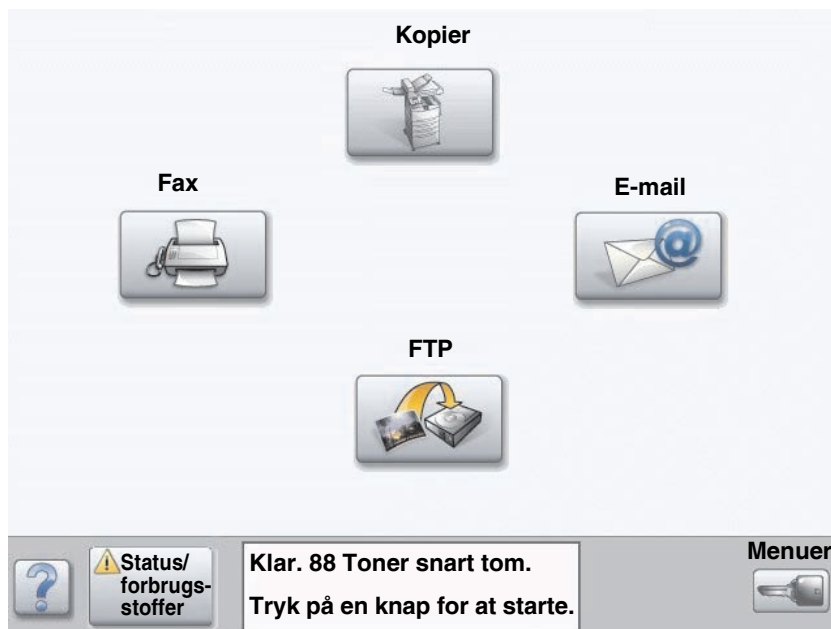 Kopier
Fax
E-mail
FTP
Status/
forbrugs-
stoffer
Klar. 88 Toner snart tom.
Tryk på en knap for at starte.
Menuer